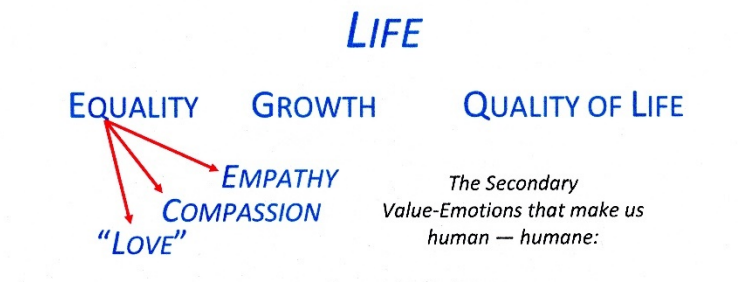 LIFE
EQUALITY GROWTH QUALITY OF LIFE
EMPATHY
COMPASSION
“LOVE”
The Secondary
Value-Emotions that make us
human — humane: